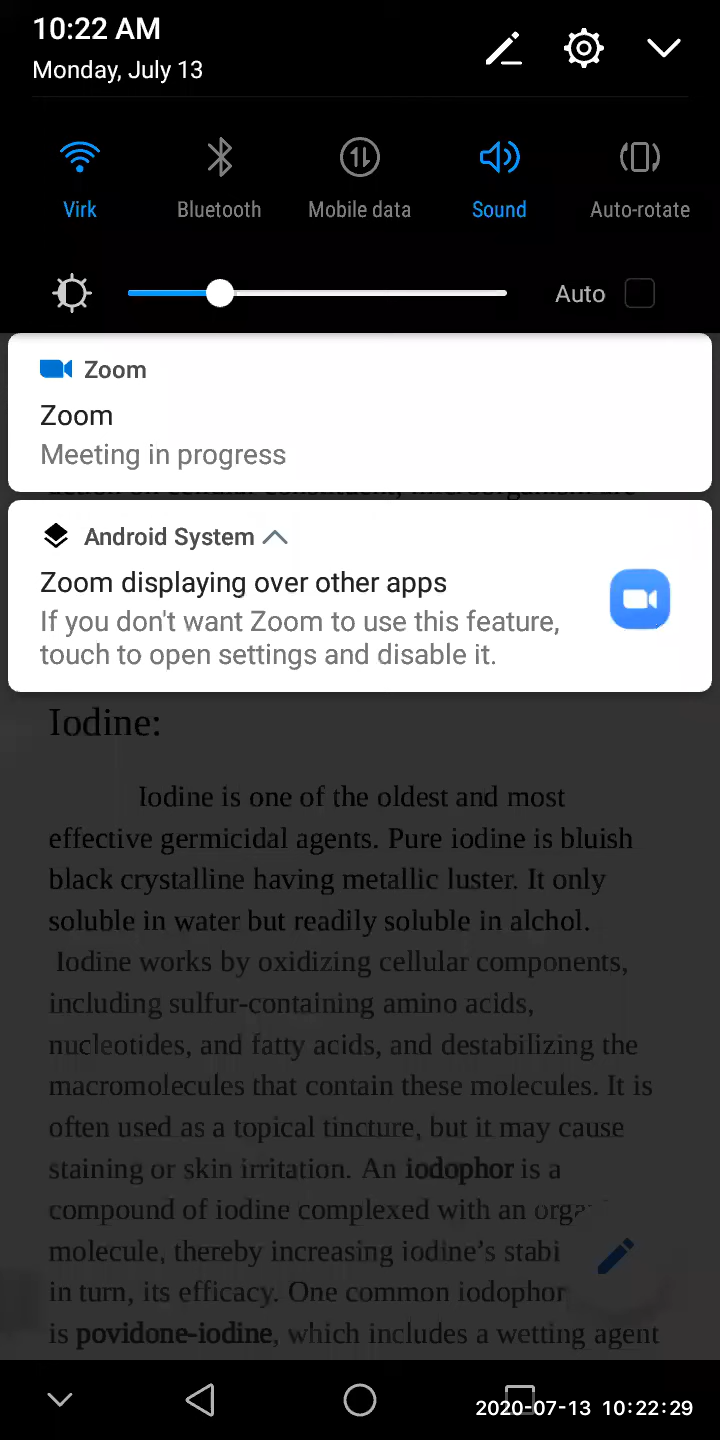 10:22 AM
Monday, July 13
Virk
Bluetooth
Mobile data
Sound
Auto-rotate
Auto
Zoom
Zoom
Meeting in progress
Android System
Zoom displaying over other apps
If you don't want Zoom to use this feature,
touch to open settings and disable it.
Iodine:
Iodine is one of the oldest and most
effective germicidal agents. Pure iodine is bluish
black crystalline having metallic luster. It only
soluble in water but readily soluble in alchol.
Iodine works by oxidizing cellular components,
including sulfur-containing amino acids,
nucleotides, and fatty acids, and destabilizing the
macromolecules that contain these molecules. It is
often used as a topical tincture, but it may cause
staining or skin irritation. An iodophor is a
compound of iodine complexed with an
molecule, thereby increasing iodine’s
in turn, its efficacy. One common iodophor
is povidone-iodine, which includes a wetting agent
2020-07-13 10:22:29